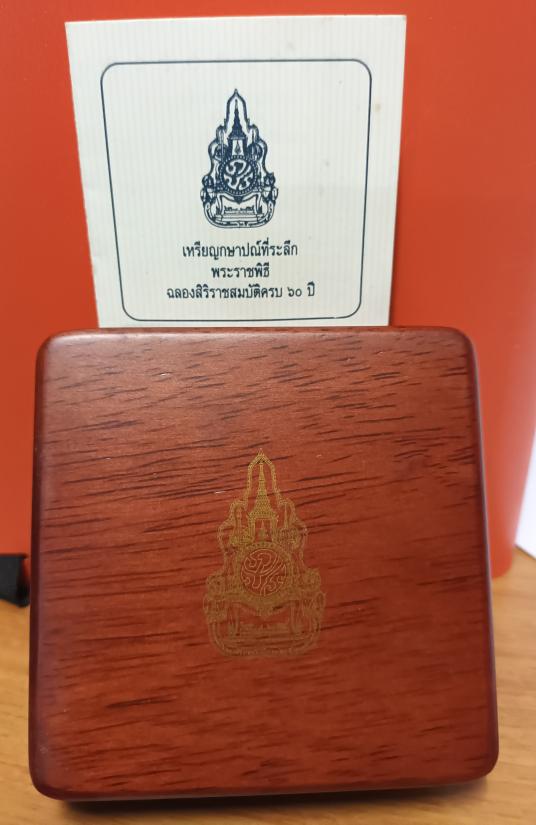 เหรียญกษาปณ์ที่ระลึก
พระราชพิธี
ฉลองสิริราชสมบัติครบ ๖๐ ปี